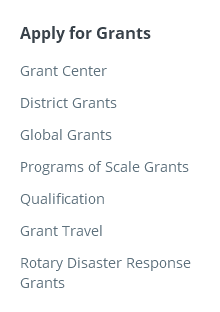 Apply for Grants
Grant Center
District Grants
Global Grants
Programs of Scale Grants
Qualification
Grant Travel
Rotary Disaster Response
Grants